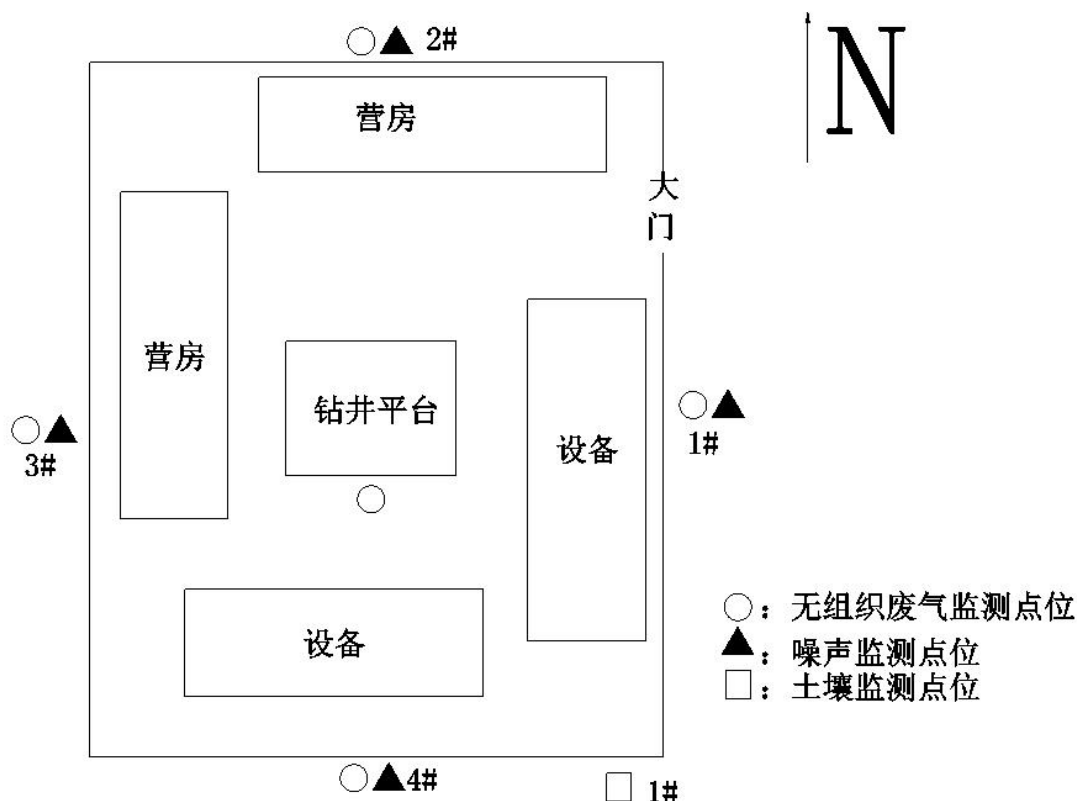 2#
N
营房
大
门
营房
钻井平台
设备
1#
3#
设备
○：无组织废气监测点位
▲：噪声监测点位
□：土壤监测点位
4#
1#